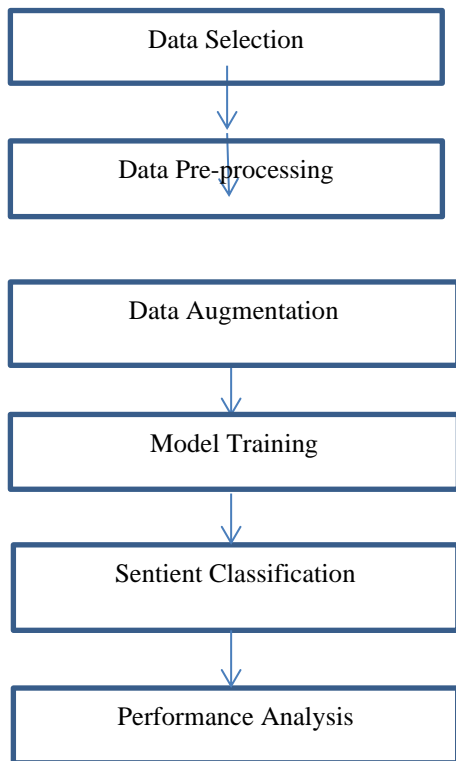 Data Selection
Data Pre-processing
Data Augmentation
Model Training
Sentient Classification
Performance Analysis